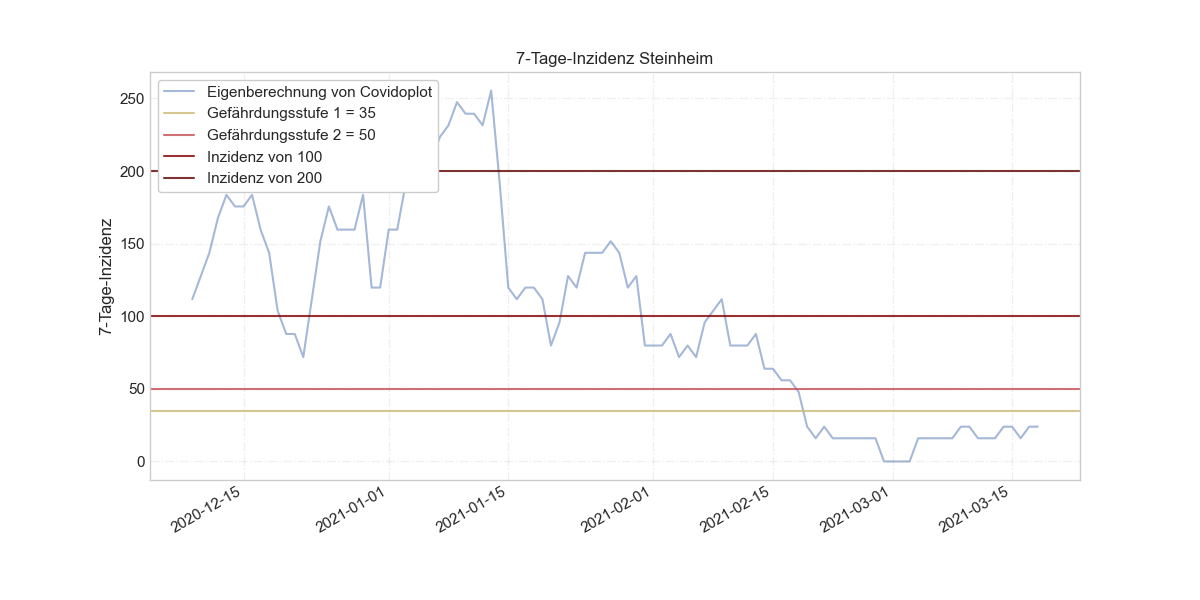 7-Tage-Inzidenz Steinheim
Eigenberechnung von Covidoplot
Gefährdungsstufe 1 = 35
Gefährdungsstufe 2 = 50
Inzidenz von 100
Inzidenz von 200
7-Tage-Inzidenz
250
200
150
100
50
0
2020-12-15
2021-01-01
2021-01-15
2021-02-01
2021-02-15
2021-03-01
2021-03-15